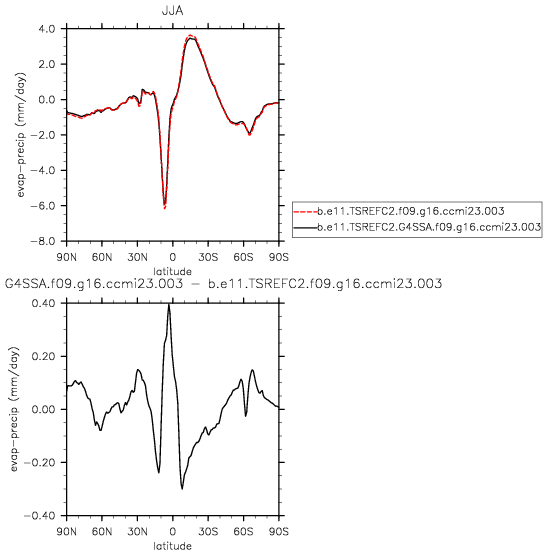 JJA
4.0
2.0
0.0
-2.0
-4.0
-6.0
-8.0
evap-precip (mm/day)
90N 60N 30N 0 30S 60S 90S
latitude
b.e11.TSREFC2.f09.g16.ccmi23.003
b.e11.TSREFC2.G4SSA.f09.g16.ccmi23.003
G4SSA.f09.g16.ccmi23.003 - b.e11.TSREFC2.f09.g16.ccmi23.003
0.40
0.20
0.00
-0.20
-0.40
evap-precip (mm/day)
90N 60N 30N 0 30S 60S 90S
latitude